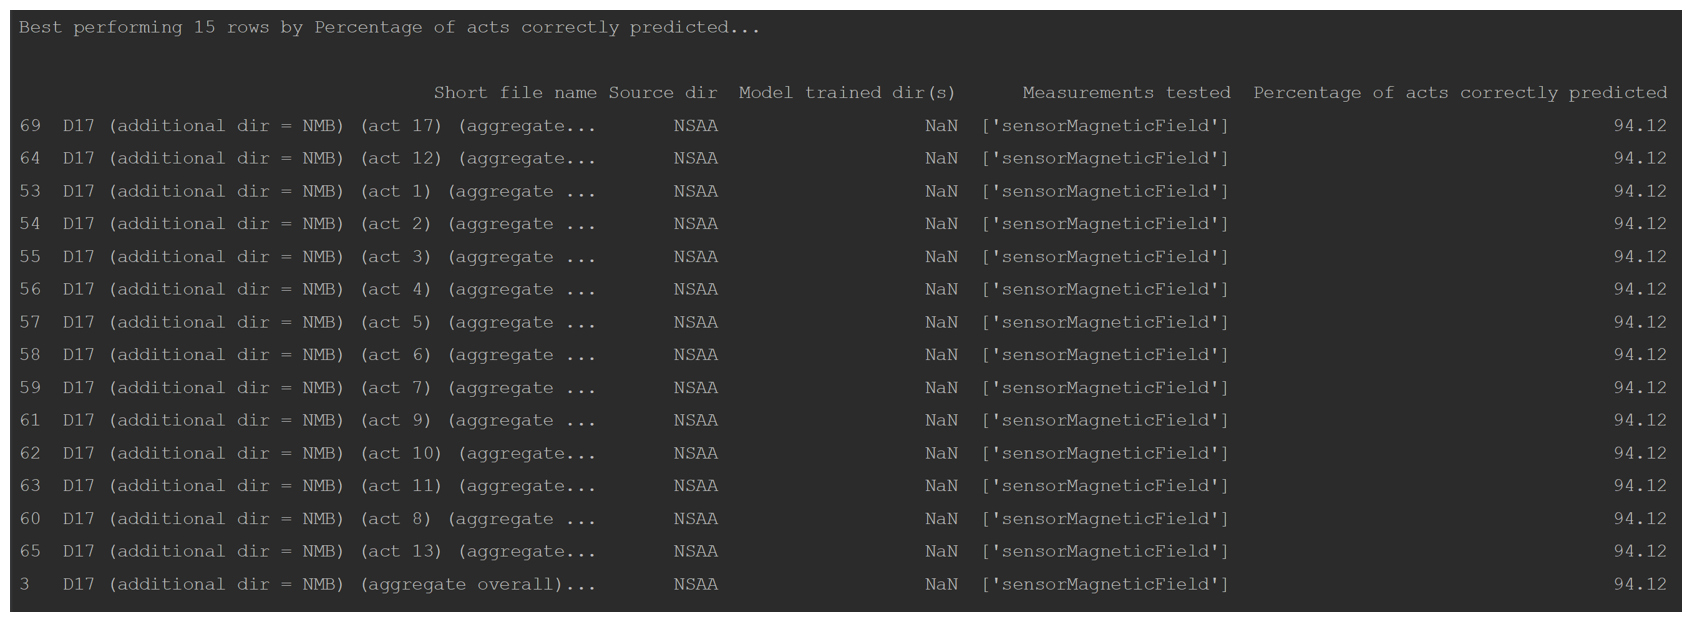 Best performing 15 rows by Percentage of acts correctly predicted...
Short file name Source dir Model trained dir(s) Measurements tested Percentage of acts correctly predicted
69 D17 (additional dir = NMB) (act 17) (aggregate... NSAA NaN ['sensorMagneticField'] 94.12
64 D17 (additional dir = NMB) (act 12) (aggregate... NSAA NaN ['sensorMagneticField'] 94.12
53 D17 (additional dir = NMB) (act 1) (aggregate ... NSAA NaN ['sensorMagneticField'] 94.12
54 D17 (additional dir = NMB) (act 2) (aggregate ... NSAA NaN ['sensorMagneticField'] 94.12
55 D17 (additional dir = NMB) (act 3) (aggregate ... NSAA NaN ['sensorMagneticField'] 94.12
56 D17 (additional dir = NMB) (act 4) (aggregate ... NSAA NaN ['sensorMagneticField'] 94.12
57 D17 (additional dir = NMB) (act 5) (aggregate ... NSAA NaN ['sensorMagneticField'] 94.12
58 D17 (additional dir = NMB) (act 6) (aggregate ... NSAA NaN ['sensorMagneticField'] 94.12
59 D17 (additional dir = NMB) (act 7) (aggregate ... NSAA NaN ['sensorMagneticField'] 94.12
61 D17 (additional dir = NMB) (act 9) (aggregate ... NSAA NaN ['sensorMagneticField'] 94.12
62 D17 (additional dir = NMB) (act 10) (aggregate... NSAA NaN ['sensorMagneticField'] 94.12
63 D17 (additional dir = NMB) (act 11) (aggregate... NSAA NaN ['sensorMagneticField'] 94.12
60 D17 (additional dir = NMB) (act 8) (aggregate ... NSAA NaN ['sensorMagneticField'] 94.12
65 D17 (additional dir = NMB) (act 13) (aggregate... NSAA NaN ['sensorMagneticField'] 94.12
3 D17 (additional dir = NMB) (aggregate overall)... NSAA NaN ['sensorMagneticField'] 94.12